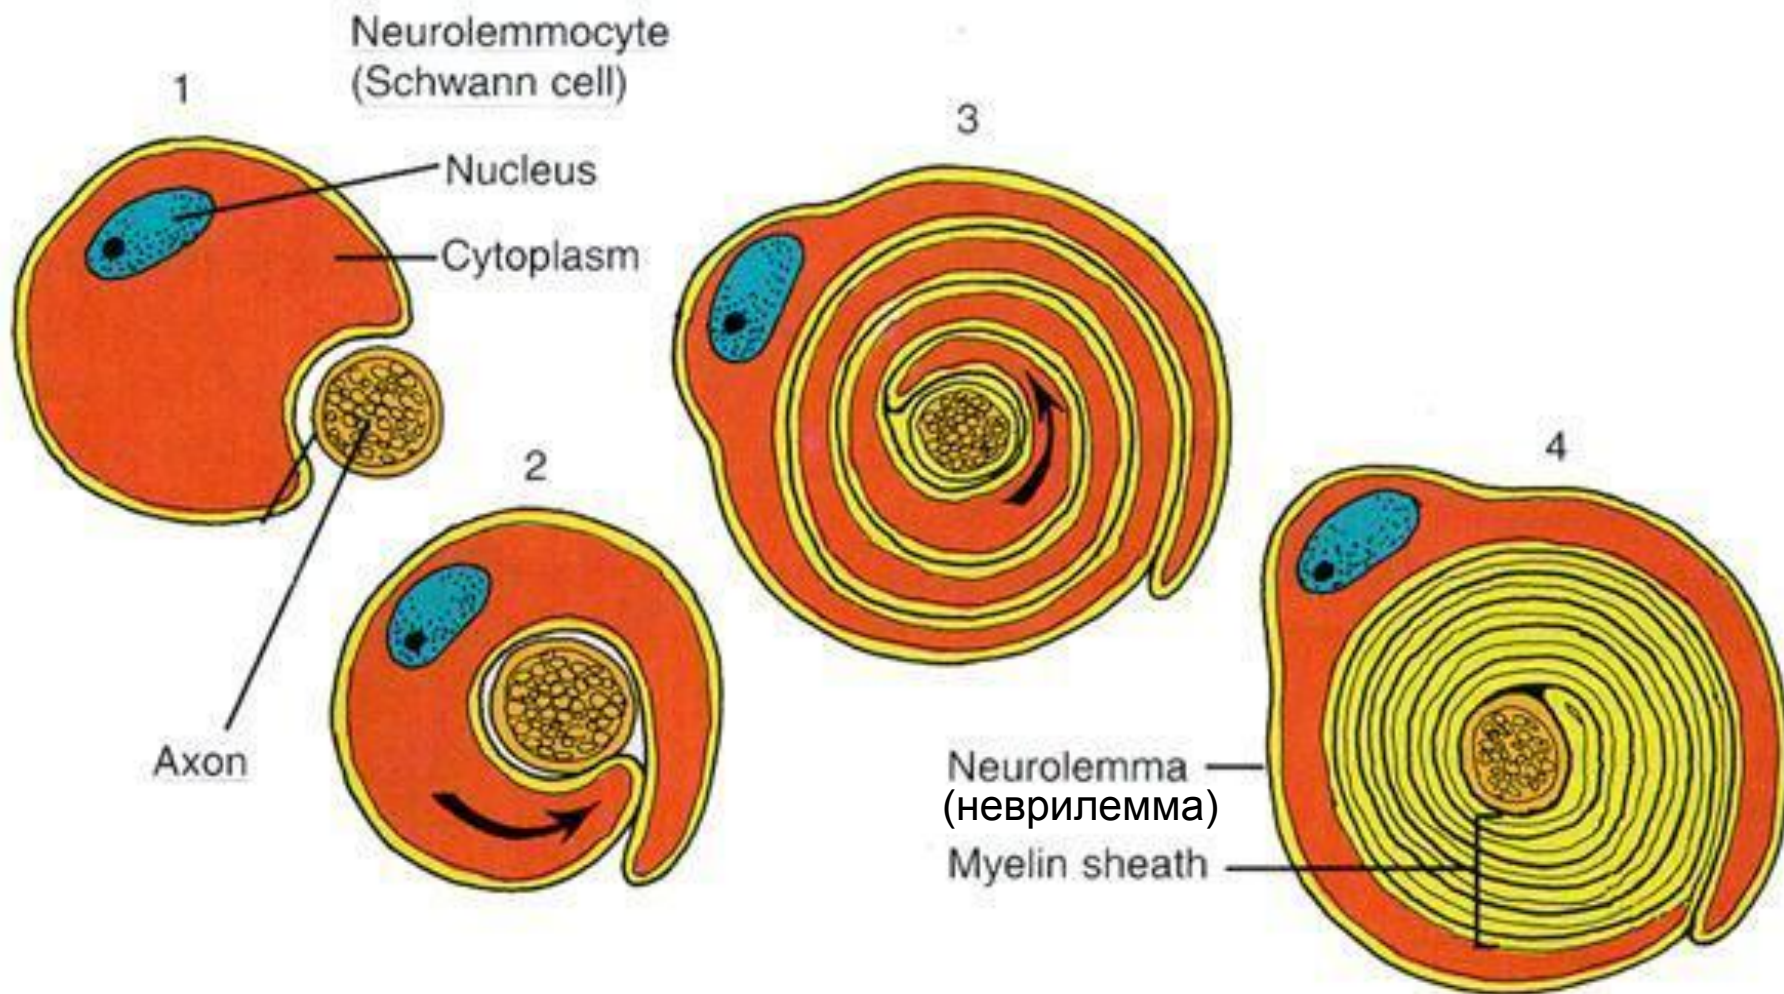 Neurolemmocyte
(Schwann cell)
1
Nucleus
Cytoplasm
3
2
Axon
4
Neurolemma
(неврилемма)
Myelin sheath